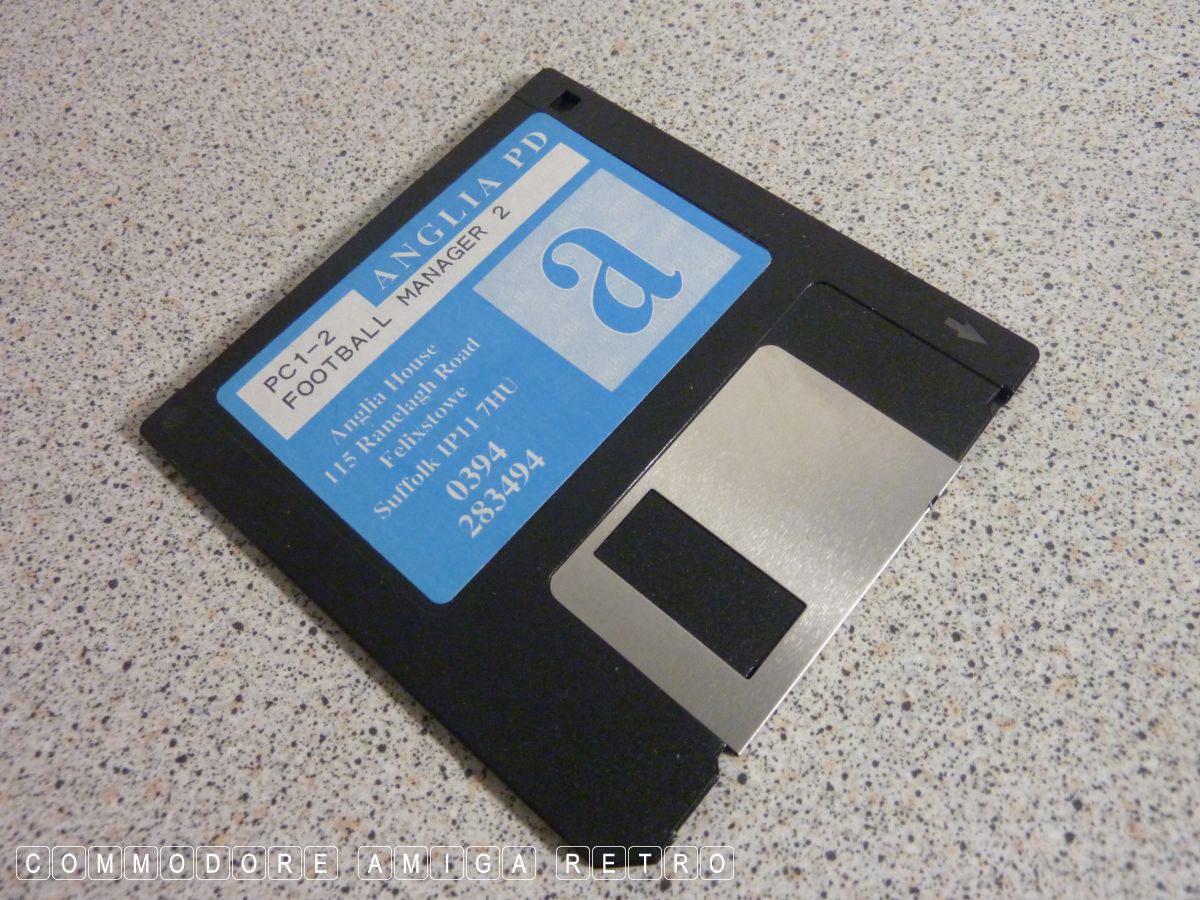 ANGLIA PD
PC1-2
FOOTBALL MANAGER 2
a
Anglia House
115 Ranelagh Road
Felixstowe
Suffolk IP11 7HU
0394
283494
COMMODORE AMIGA RETRO